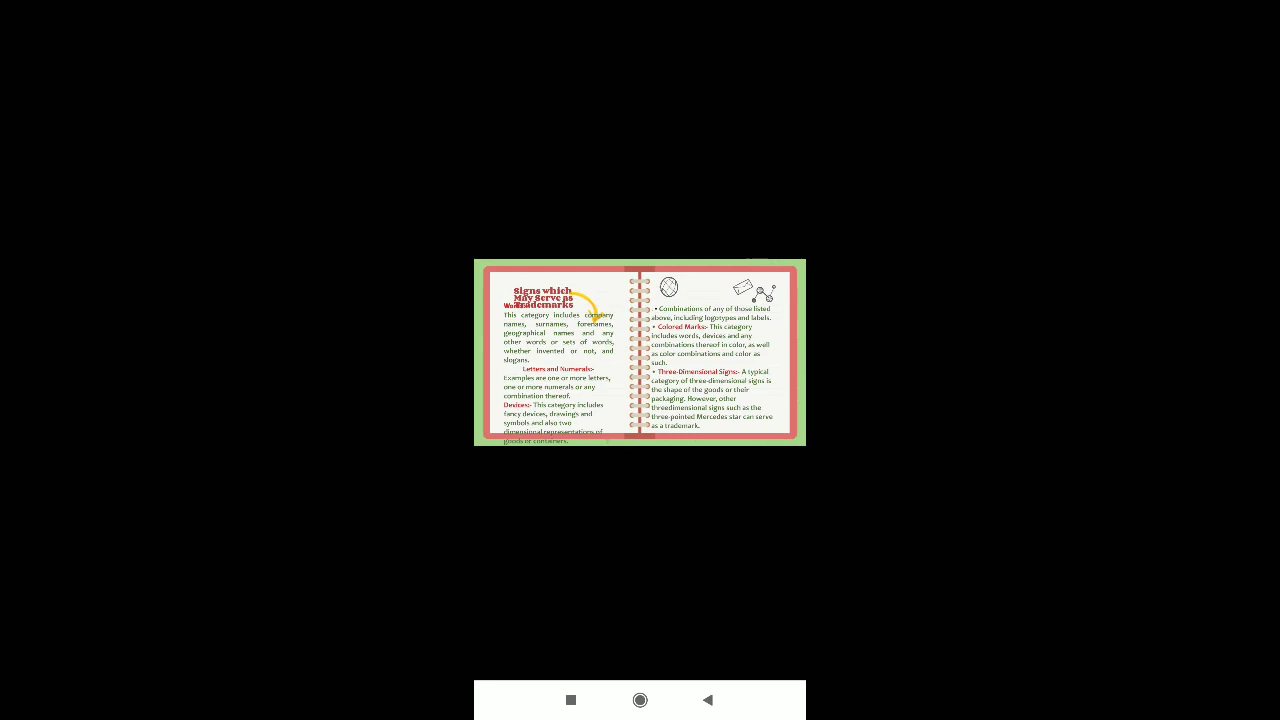 Signs which
May Serve as
Trademarks
Words:-
This category includes company
names, surnames, forenames,
geographical names and any
other words or sets of words,
whether invented or not, and
slogans.
Letters and Numerals:-
Examples are one or more letters,
one or more numerals or any
combination thereof.
Devices:- This category includes
fancy devices, drawings and
symbols and also two
dimensional representations of
goods or containers.
• Combinations of any of those listed
above, including logotypes and labels.
• Colored Marks:- This category
includes words, devices and any
combinations thereof in color, as well
as color combinations and color as
such.
• Three-Dimensional Signs:- A typical
category of three-dimensional signs is
the shape of the goods or their
packaging. However, other
threedimensional signs such as the
three-pointed Mercedes star can serve
as a trademark.